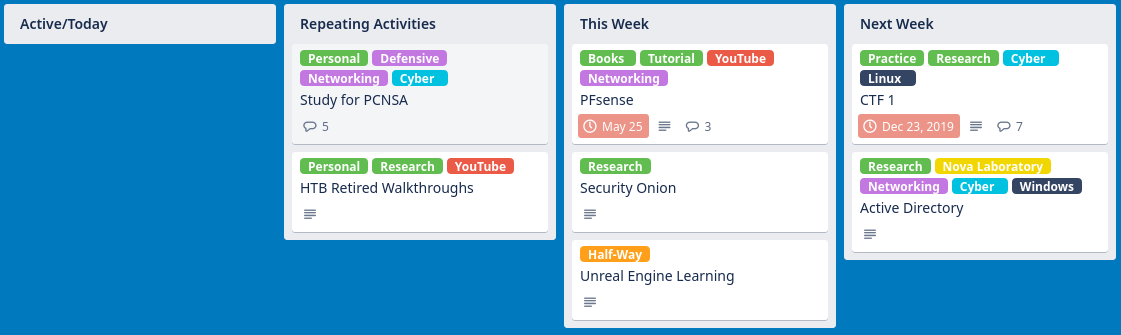 Active/Today
Repeating Activities
Personal Defensive
Networking Cyber
Study for PCNSA
5
Personal Research YouTube
HTB Retired Walkthroughs
This Week
Books Tutorial YouTube
Networking
PFsense
May 25 3
Research
Security Onion
Half-Way
Unreal Engine Learning
Next Week
Practice Research Cyber
Linux
CTF 1
Dec 23, 2019 7
Research Nova Laboratory
Networking Cyber Windows
Active Directory